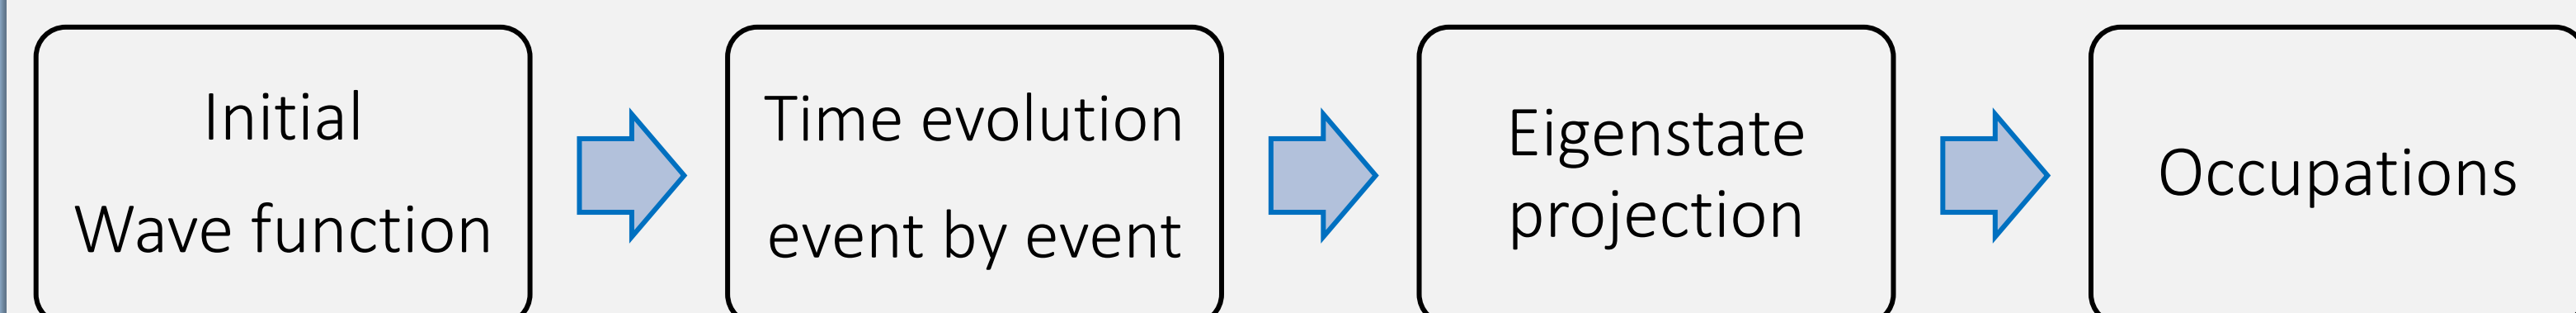 Initial
Wave function
Time evolution
event by event
Eigenstate
projection
Occupations